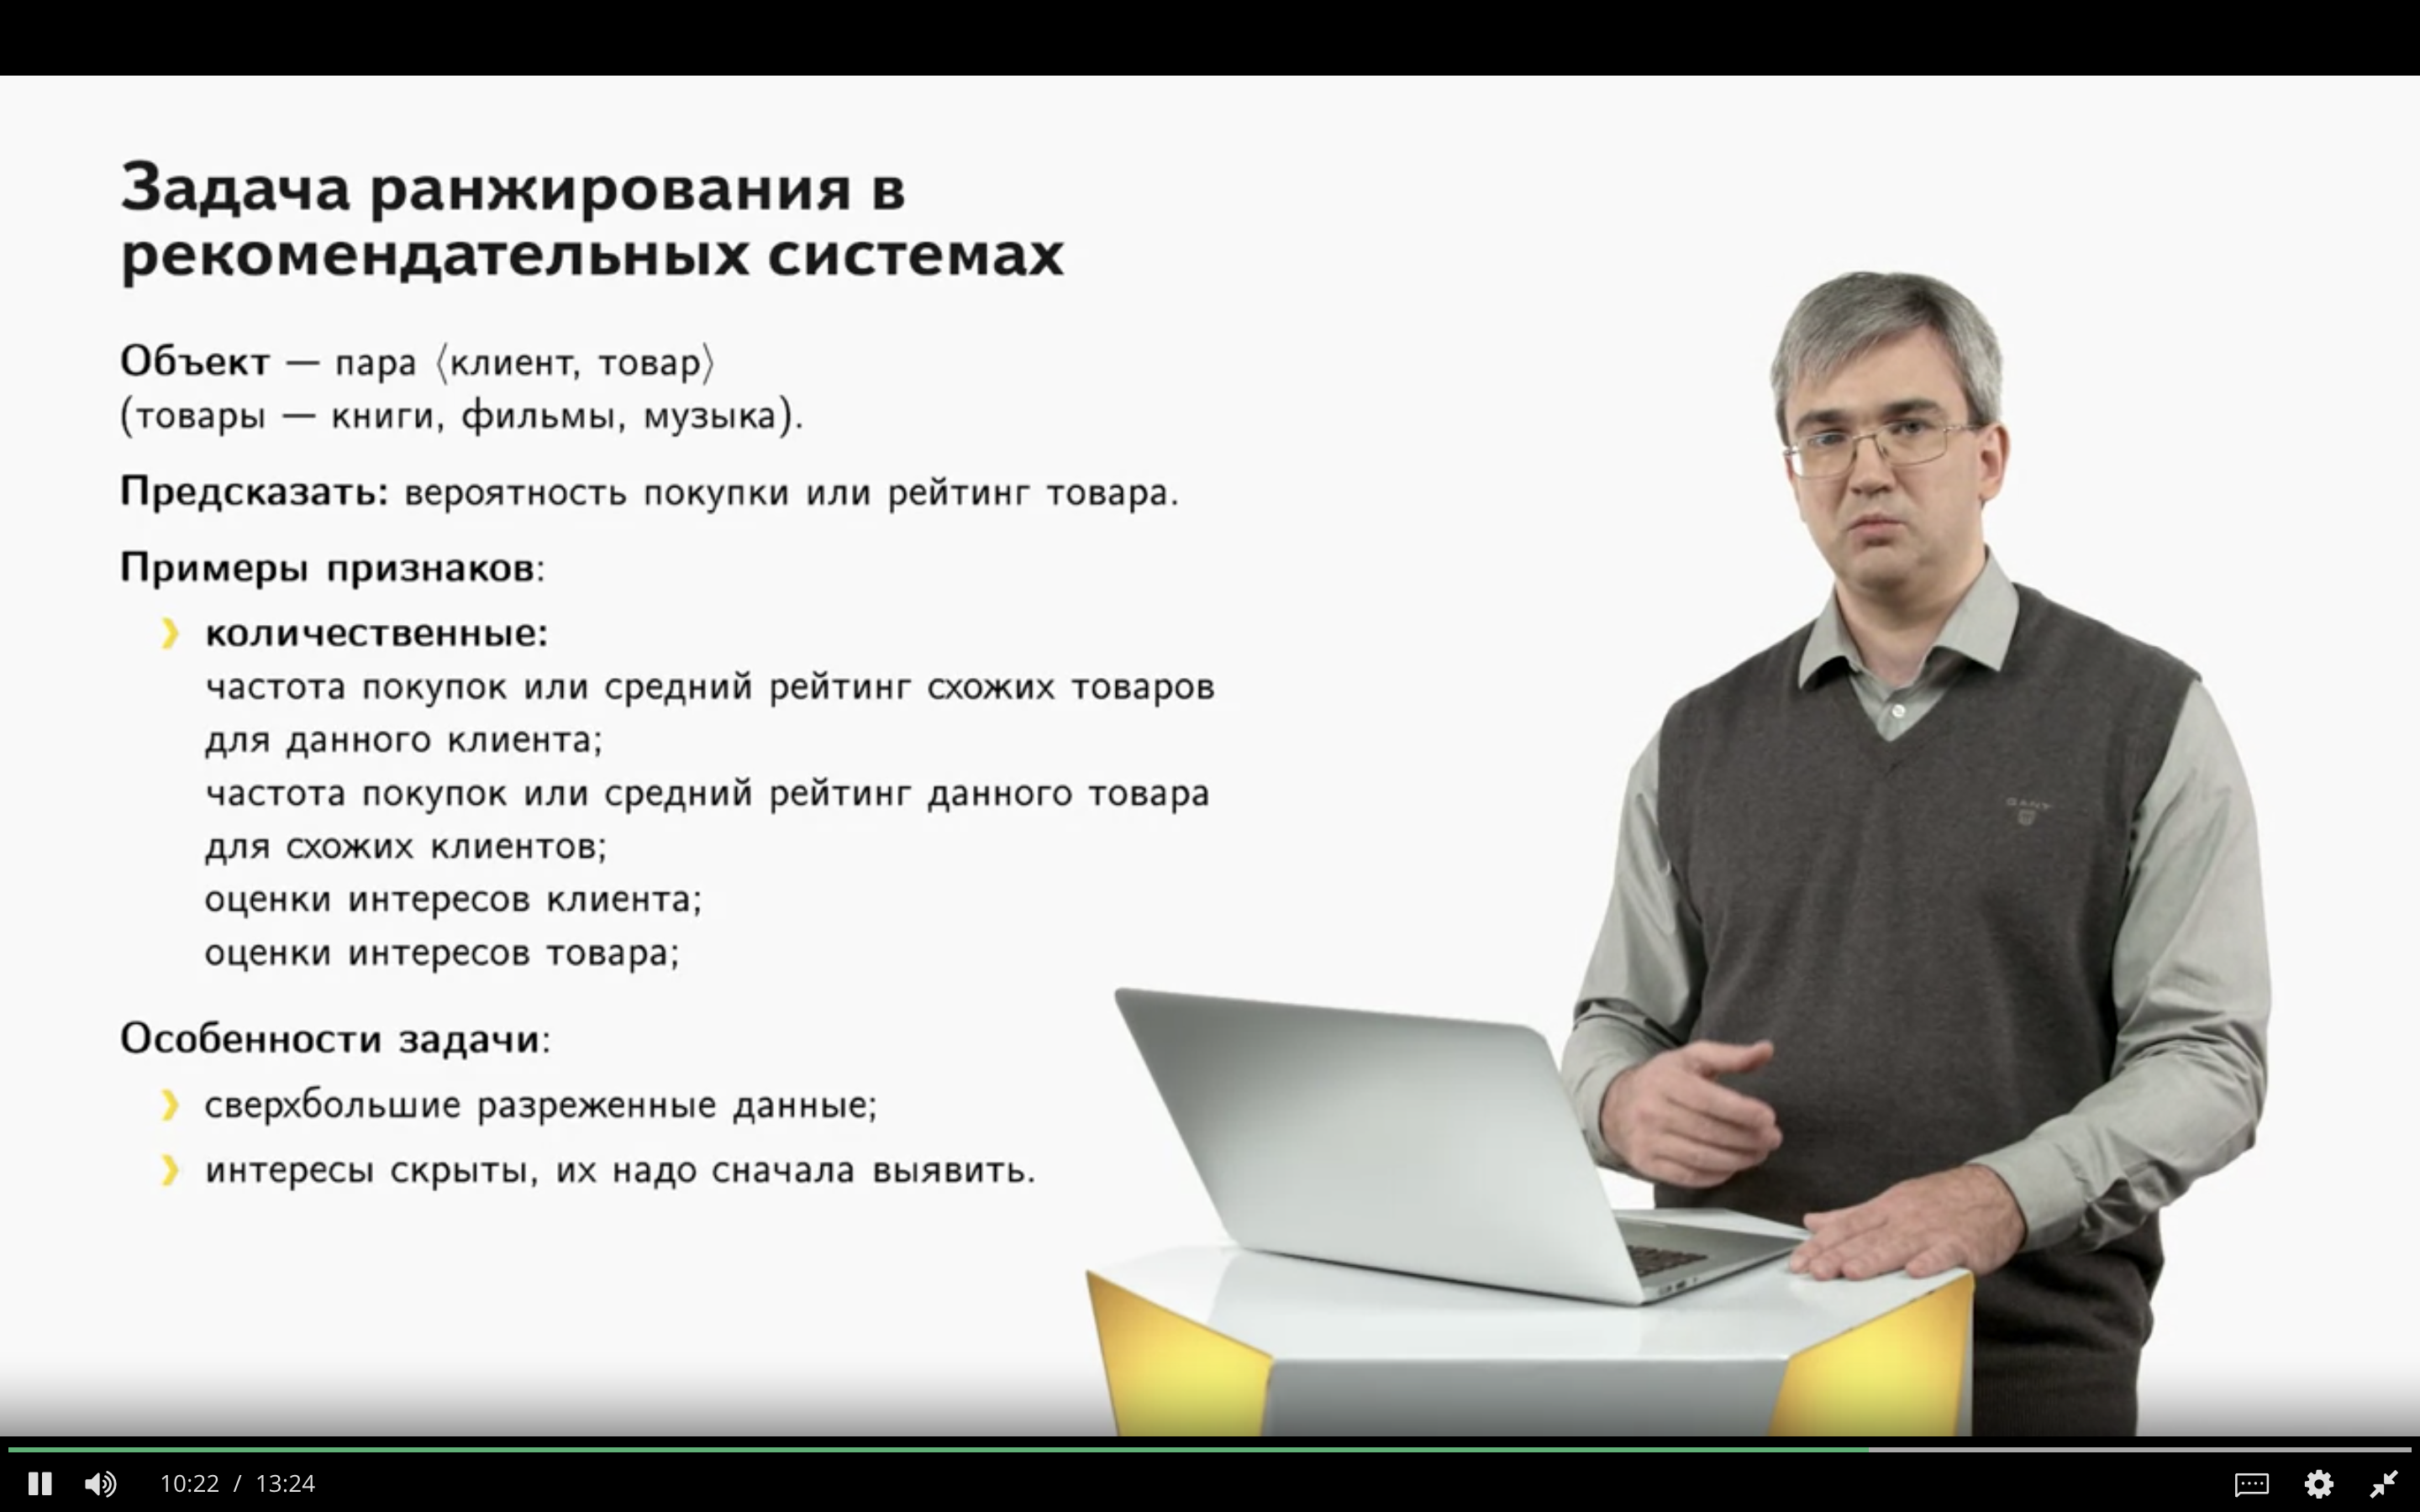 Задача ранжирования в
рекомендательных системах
Объект — пара ⟨клиент, товар⟩
(товары — книги, фильмы, музыка).
Предсказать: вероятность покупки или рейтинг товара.
Примеры признаков:
количественные:
частота покупок или средний рейтинг схожих товаров
для данного клиента;
частота покупок или средний рейтинг данного товара
для схожих клиентов;
оценки интересов клиента;
оценки интересов товара;
Особенности задачи:
сверхбольшие разреженные данные;
интересы скрыты, их надо сначала выявить.
GANT
10:22 / 13:24